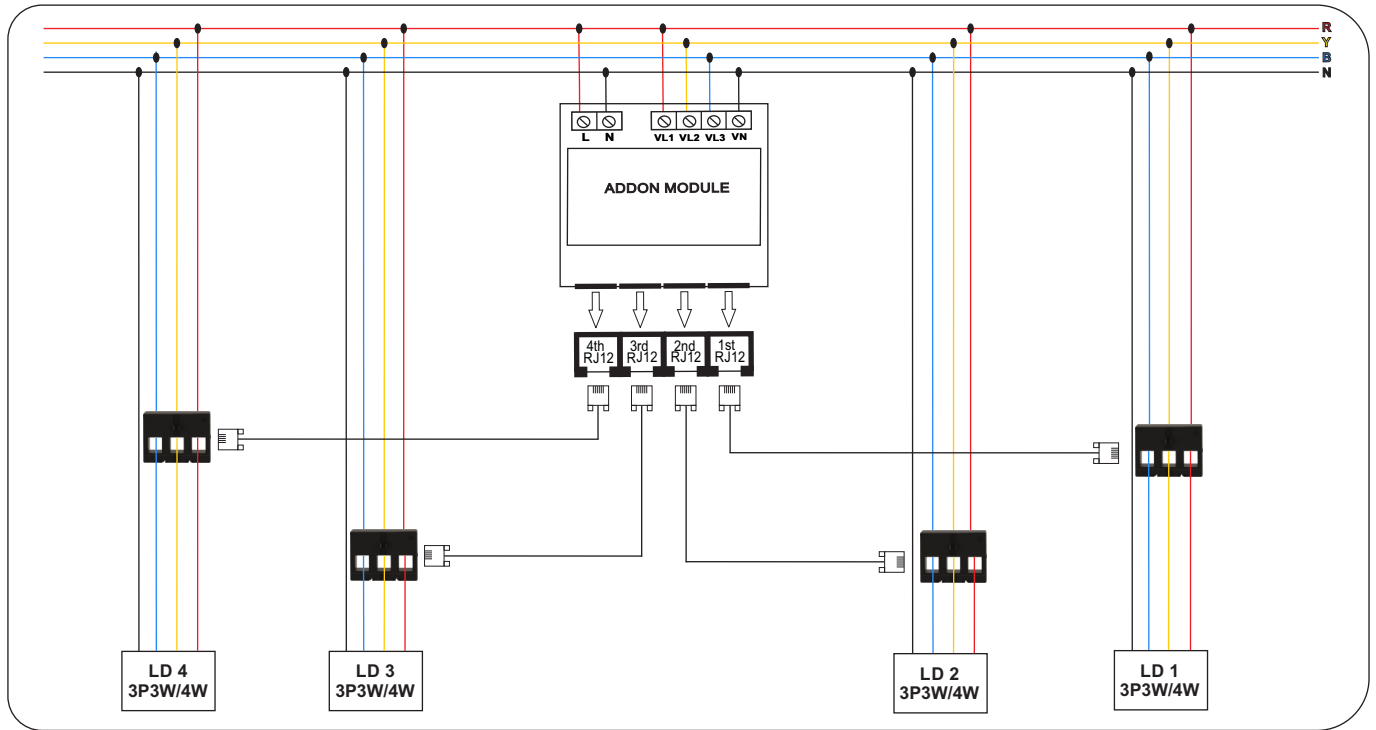 R
Y
B
N
L N VL1 VL2 VL3 VN
ADDON MODULE
4th
RJ12
3rd
RJ12
2nd
RJ12
1st
RJ12
LD 4
3P3W/4W
LD 3
3P3W/4W
LD 2
3P3W/4W
LD 1
3P3W/4W